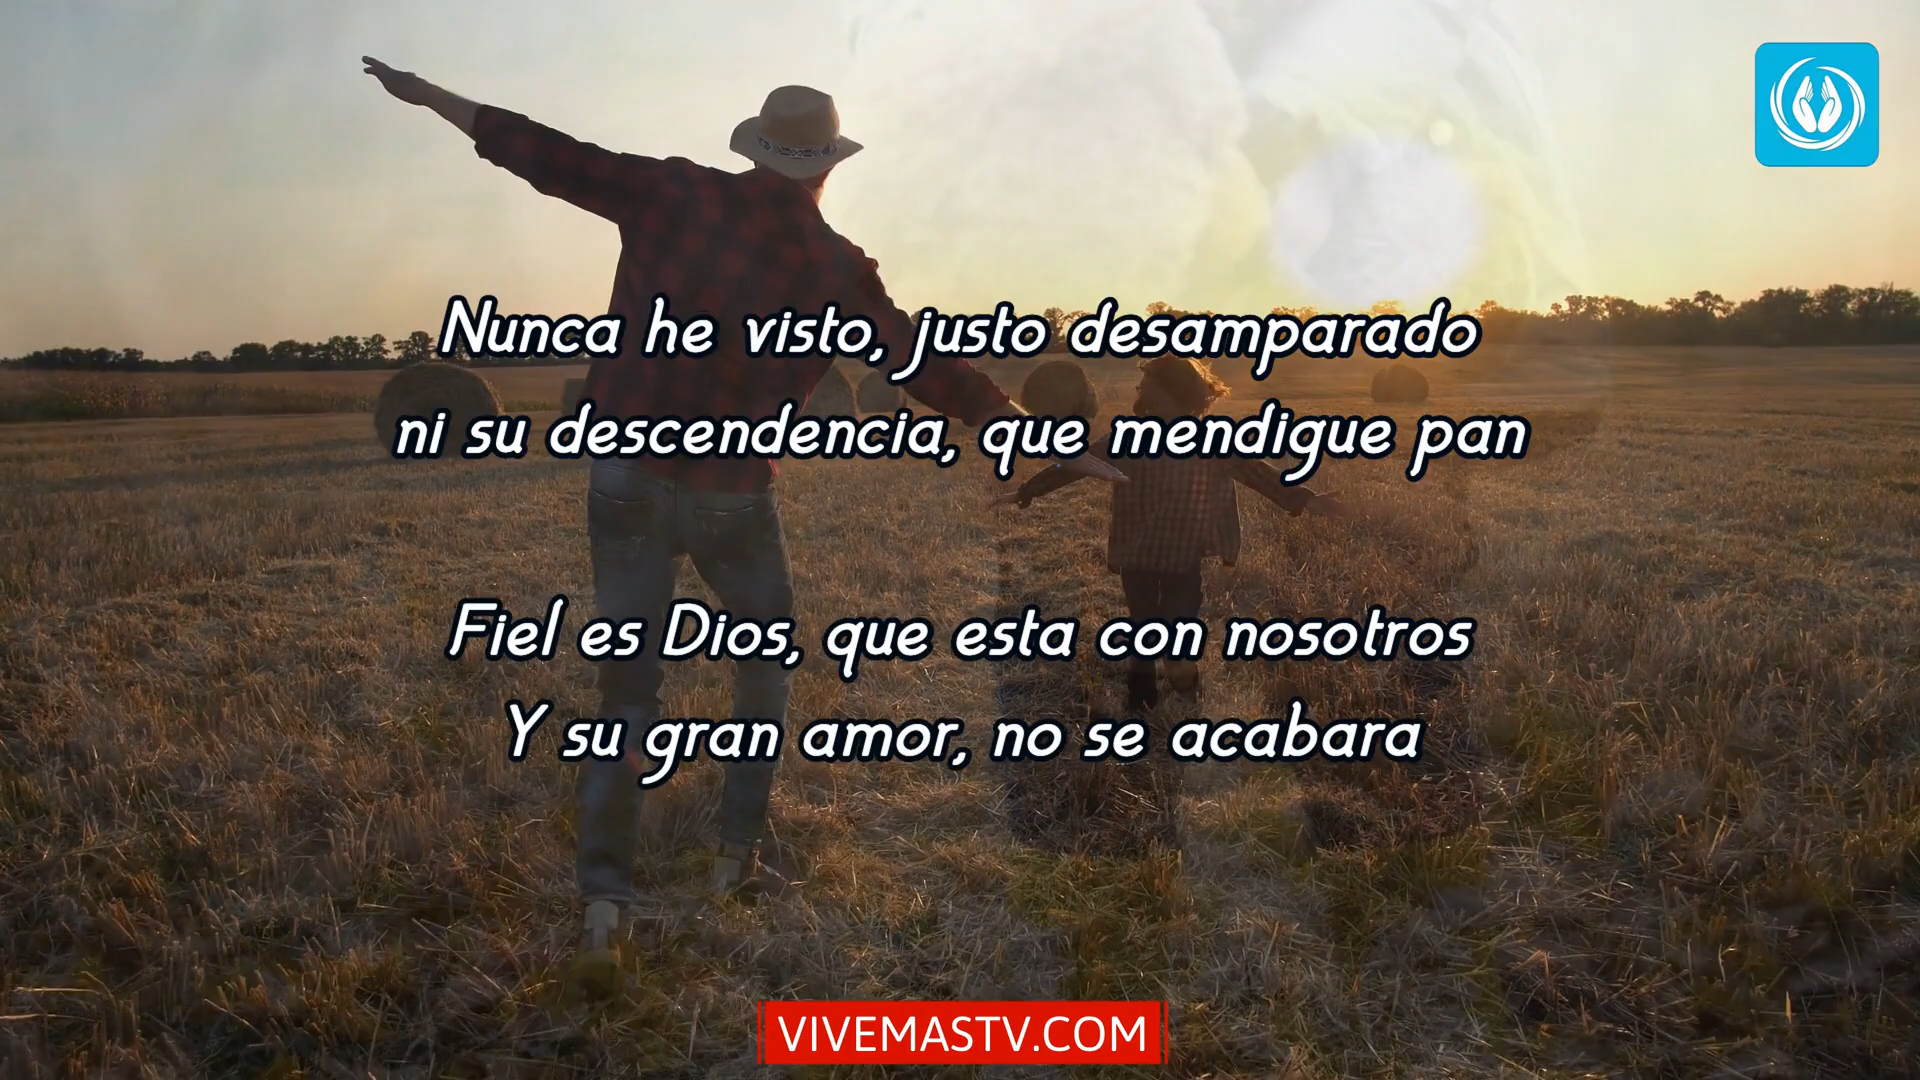 Nunca he visto, justo desamparado
ni su descendencia, que mendigue pan
Fiel es Dios, que esta con nosotros
Y su gran amor, no se acabara
VIVEMASTV.COM